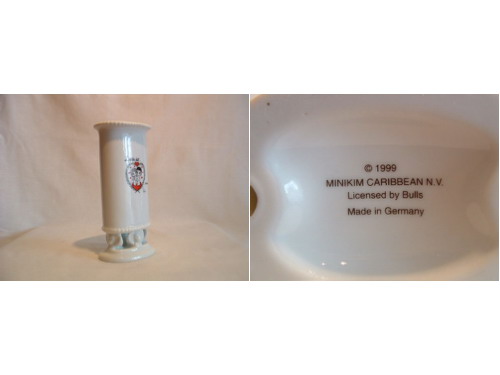 © 1999
MINIKIM CARIBBEAN N.V.
Licensed by Bulls
Made in Germany